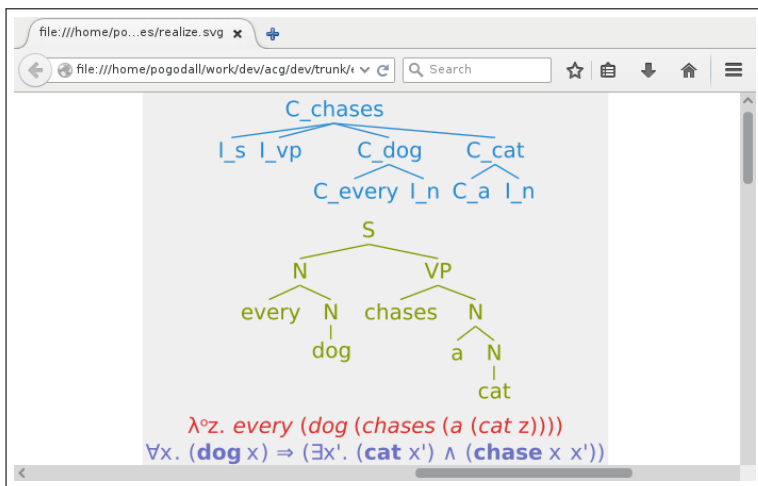 file:///home/po...es/realize.svg
file:///home/pogodall/work/dev/acg/dev/trunk/e Search
C_chases
I_s I_vp C_dog C_cat
C_every I_n C_a I_n
S
N VP
every N chases N
dog a N
cat
λ°z. every (dog (chases (a (cat z))))
∀x. (dog x) ⇒ (∃x'. (cat x') ∧ (chase x x'))